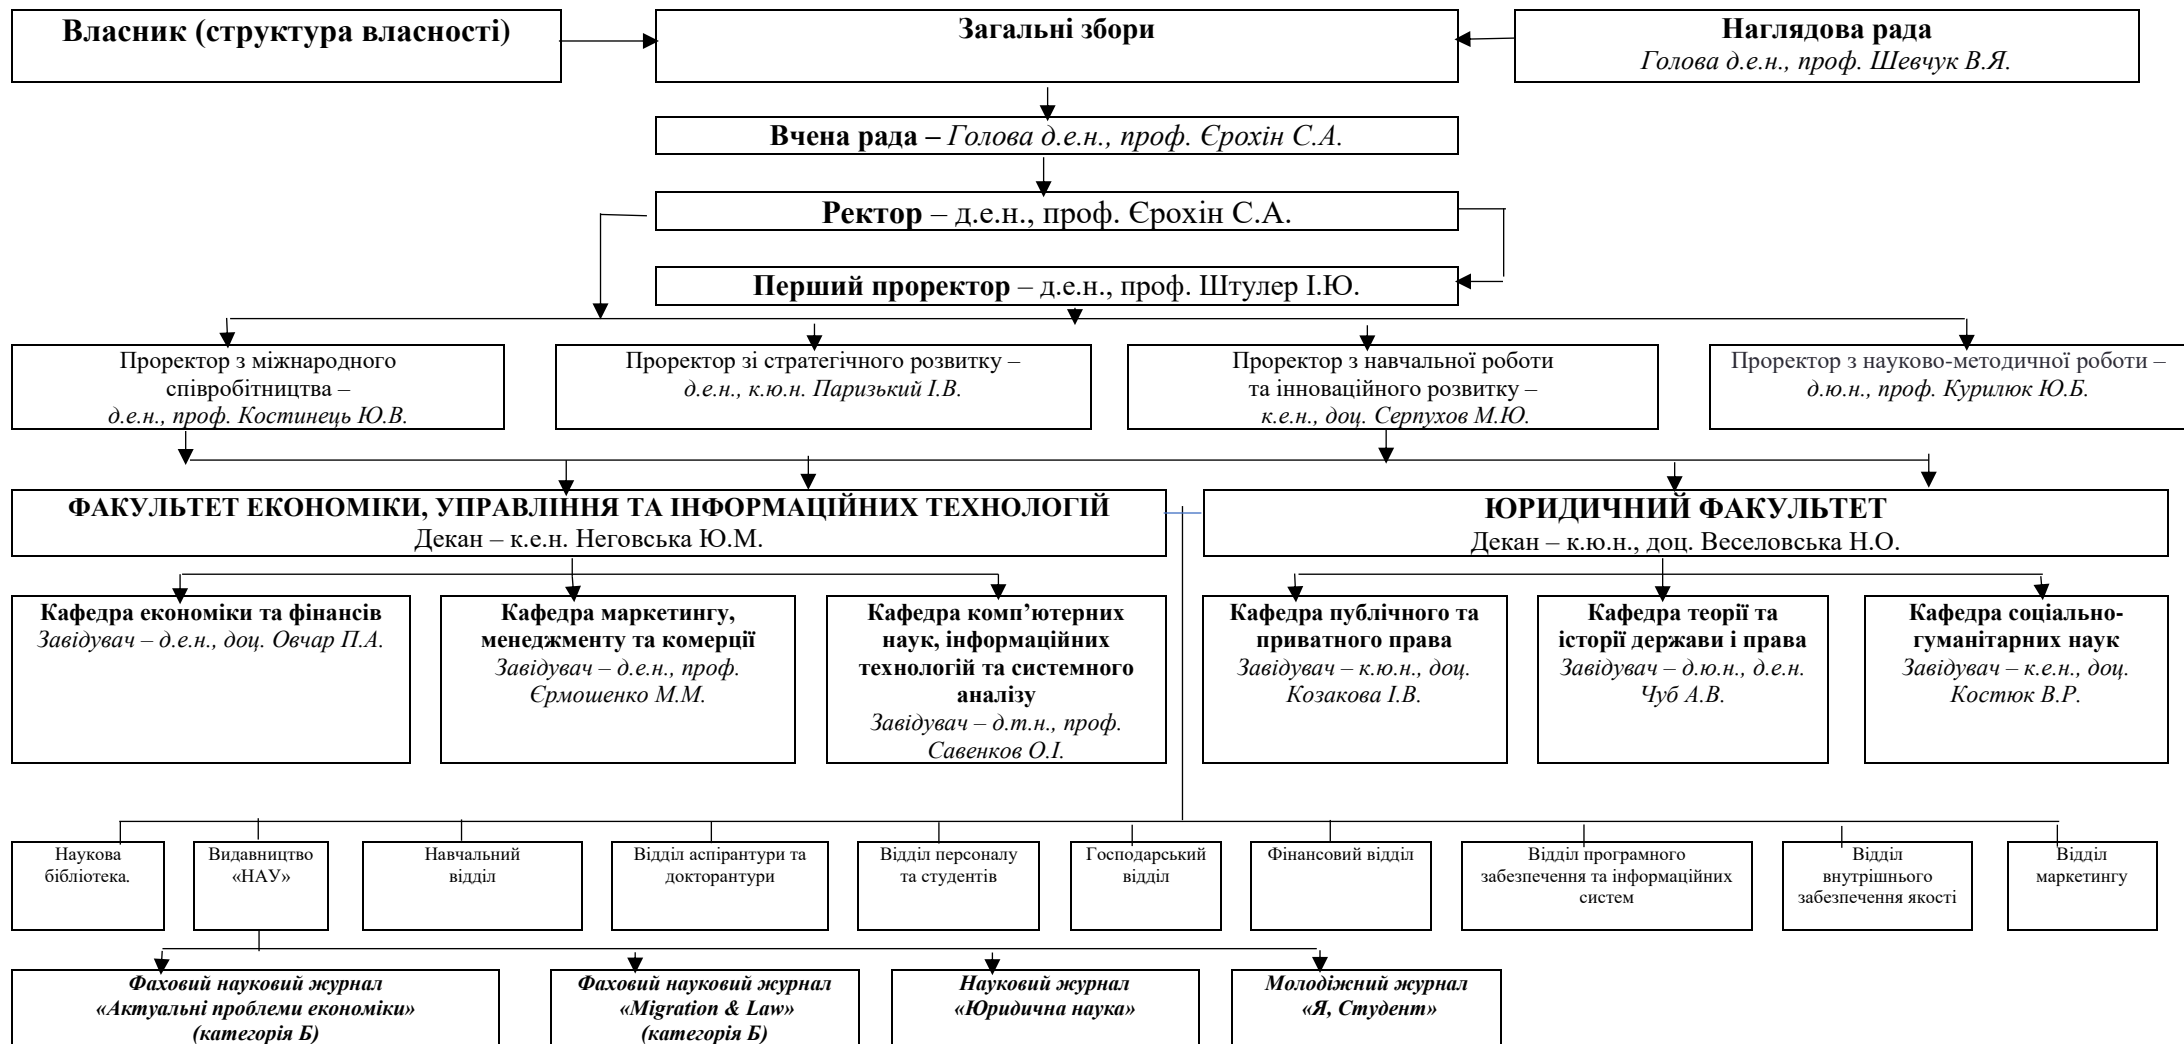 Власник (структура власності)
Загальні збори
Наглядова рада
Голова д.е.н., проф. Шевчук В.Я.
Вчена рада – Голова д.е.н., проф. Єрохін С.А.
Ректор – д.е.н., проф. Єрохін С.А.
Перший проректор – д.е.н., проф. Штулер І.Ю.
Проректор з міжнародного
співробітництва –
д.е.н., проф. Костинець Ю.В.
Проректор зі стратегічного розвитку –
д.е.н., к.ю.н. Паризький І.В.
Проректор з навчальної роботи
та інноваційного розвитку –
к.е.н., доц. Серпухов М.Ю.
Проректор з науково-методичної роботи –
д.ю.н., проф. Курилюк Ю.Б.
ФАКУЛЬТЕТ ЕКОНОМІКИ, УПРАВЛІННЯ ТА ІНФОРМАЦІЙНИХ ТЕХНОЛОГІЙ
Декан – к.е.н. Неговська Ю.М.
ЮРИДИЧНИЙ ФАКУЛЬТЕТ
Декан – к.ю.н., доц. Веселовська Н.О.
Кафедра економіки та фінансів
Завідувач – д.е.н., доц. Овчар П.А.
Кафедра маркетингу,
менеджменту та комерції
Завідувач – д.е.н., проф.
Єрмошенко М.М.
Кафедра комп’ютерних
наук, інформаційних
технологій та системного
аналізу
Завідувач – д.т.н., проф.
Савенков О.І.
Кафедра публічного та
приватного права
Завідувач – к.ю.н., доц.
Козакова І.В.
Кафедра теорії та
історії держави і права
Завідувач – д.ю.н., д.е.н.
Чуб А.В.
Кафедра соціально-
гуманітарних наук
Завідувач – к.е.н., доц.
Костюк В.Р.
Наукова
бібліотека.
Видавництво
«НАУ»
Навчальний
відділ
Відділ аспірантури та
докторантури
Відділ персоналу
та студентів
Господарський
відділ
Фінансовий відділ
Відділ програмного
забезпечення та інформаційних
систем
Відділ
внутрішнього
забезпечення якості
Відділ
маркетингу
Фаховий науковий журнал
«Актуальні проблеми економіки»
(категорія Б)
Фаховий науковий журнал
«Migration & Law»
(категорія Б)
Науковий журнал
«Юридична наука»
Молодіжний журнал
«Я, Студент»